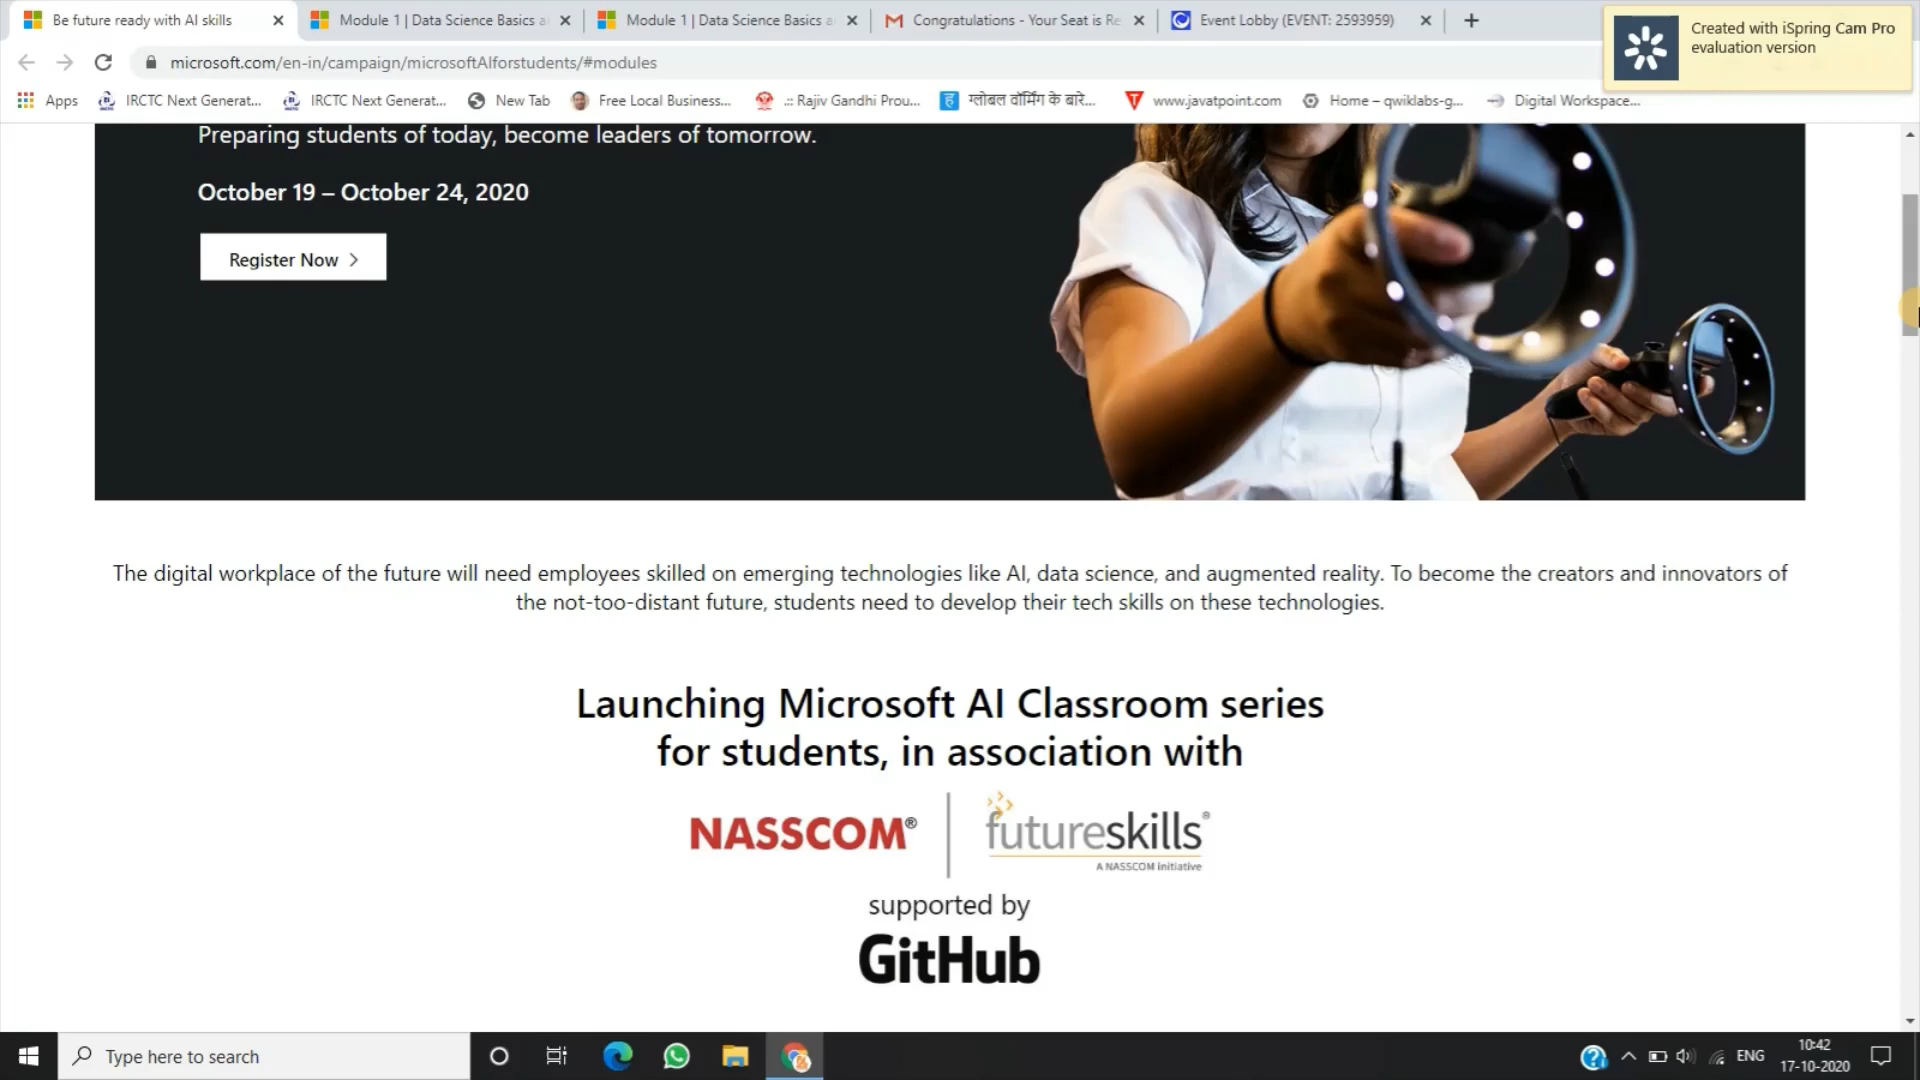 Be future ready with AI skills
Module 1 | Data Science Basics a
Module 1 | Data Science Basics a
Congratulations - Your Seat is Re
Event Lobby (EVENT: 2593959)
Created with iSpring Cam Pro
evaluation version
microsoft.com/en-in/campaign/microsoftAIforstudents/#modules
Apps
IRCTC Next Generat...
IRCTC Next Generat...
New Tab
Free Local Business...
.:: Rajiv Gandhi Prou...
ग्लोबल वॉर्मिंग के बारे...
www.javatpoint.com
Home – qwiklabs-g...
Digital Workspace...
Preparing students of today, become leaders of tomorrow.
October 19 – October 24, 2020
Register Now
The digital workplace of the future will need employees skilled on emerging technologies like AI, data science, and augmented reality. To become the creators and innovators of
the not-too-distant future, students need to develop their tech skills on these technologies.
Launching Microsoft AI Classroom series
for students, in association with
NASSCOM®
futureskills®
A NASSCOM initiative
supported by
GitHub
Type here to search
ENG
10:42
17-10-2020